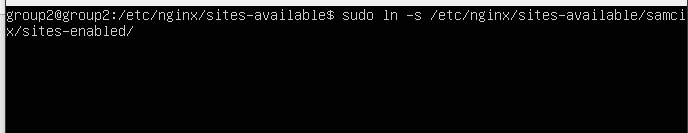 group2@group2:/etc/nginx/sites-available$ sudo ln -s /etc/nginx/sites-available/samci
x/sites-enabled/